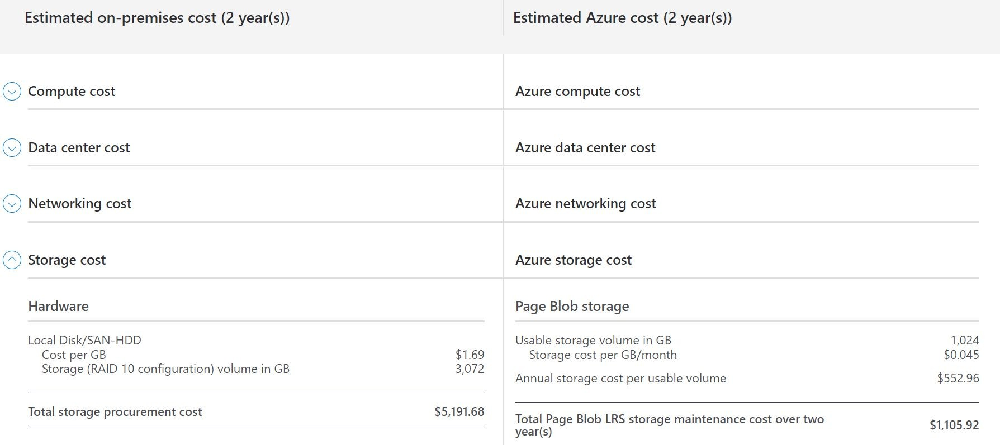 Estimated on-premises cost (2 year(s))
Estimated Azure cost (2 year(s))
Compute cost
Azure compute cost
Data center cost
Azure data center cost
Networking cost
Azure networking cost
Storage cost
Azure storage cost
Hardware
Local Disk/SAN-HDD
Cost per GB $1.69
Storage (RAID 10 configuration) volume in GB 3,072
Total storage procurement cost $5,191.68
Page Blob storage
Usable storage volume in GB 1,024
Storage cost per GB/month $0.045
Annual storage cost per usable volume $552.96
Total Page Blob LRS storage maintenance cost over two
year(s) $1,105.92